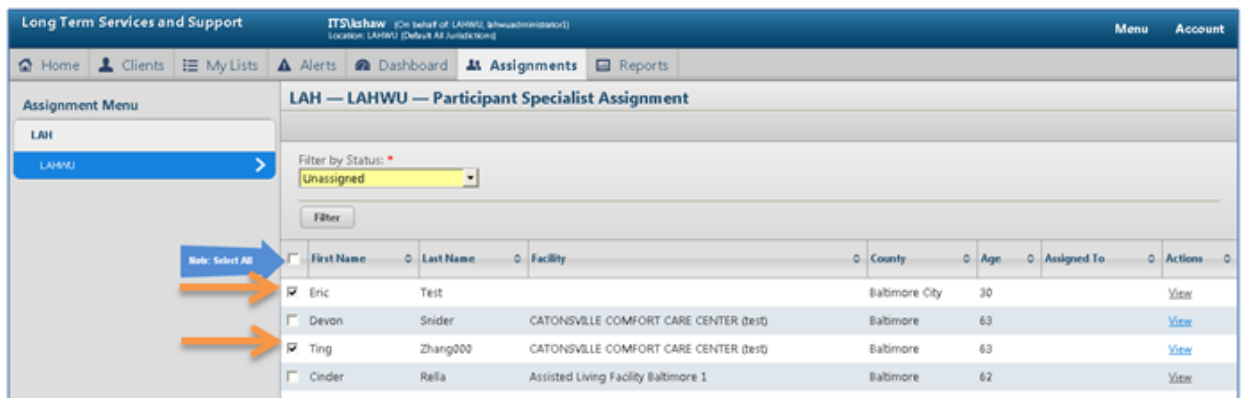 Long Term Services and Support
ITS\kshaw (On behalf of: LAHWU, lahwuadministrator1)
Location: LAHWU (Default All Jurisdictions)
Menu Account
Home Clients My Lists Alerts Dashboard Assignments Reports
Assignment Menu
LAH
LAHWU
LAH — LAHWU — Participant Specialist Assignment
Filter by Status: *
Unassigned
Filter
Note: Select All
First Name Last Name Facility County Age Assigned To Actions
Eric Test Baltimore City 30 View
Devon Snider CATONSVILLE COMFORT CARE CENTER (test) Baltimore 63 View
Ting Zhang000 CATONSVILLE COMFORT CARE CENTER (test) Baltimore 63 View
Cinder Rella Assisted Living Facility Baltimore 1 Baltimore 62 View